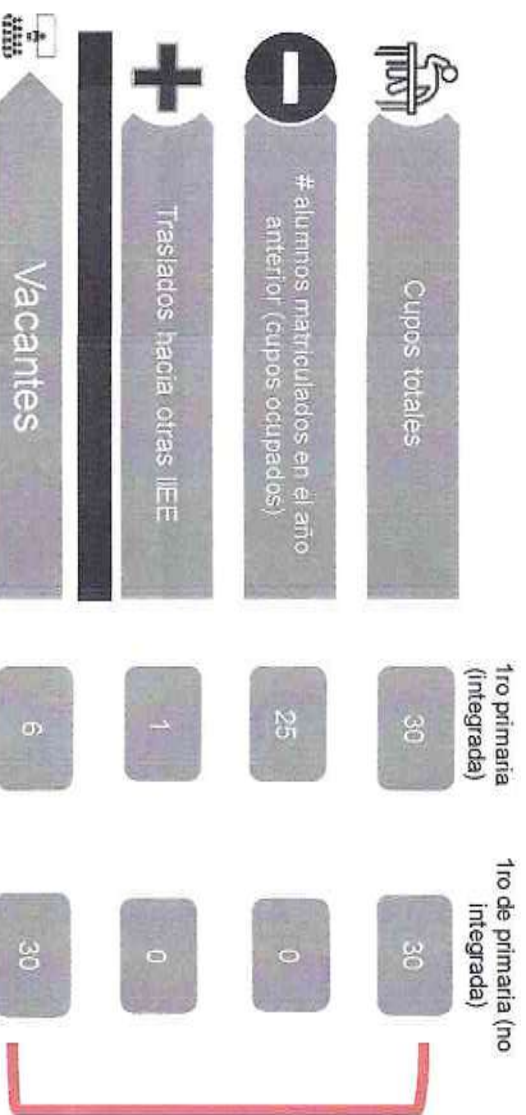 1ro primaria
(integrada)
1ro de primaria (no
integrada)
Cupos totales
30
30
# alumnos matriculados en el año
anterior (cupos ocupados)
25
0
Traslados hacia otras IIEE
1
0
Vacantes
6
30